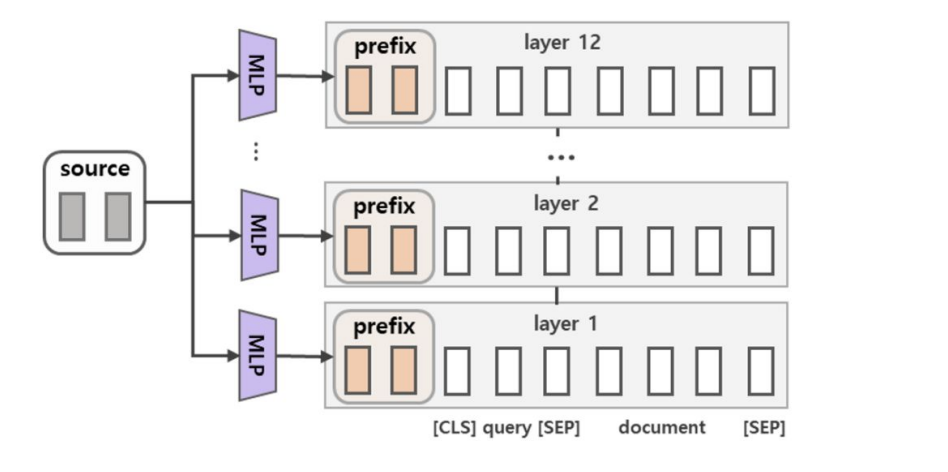 prefix
layer 12
MLP
...
source
...
prefix
layer 2
MLP
prefix
layer 1
MLP
[CLS] query [SEP] document [SEP]